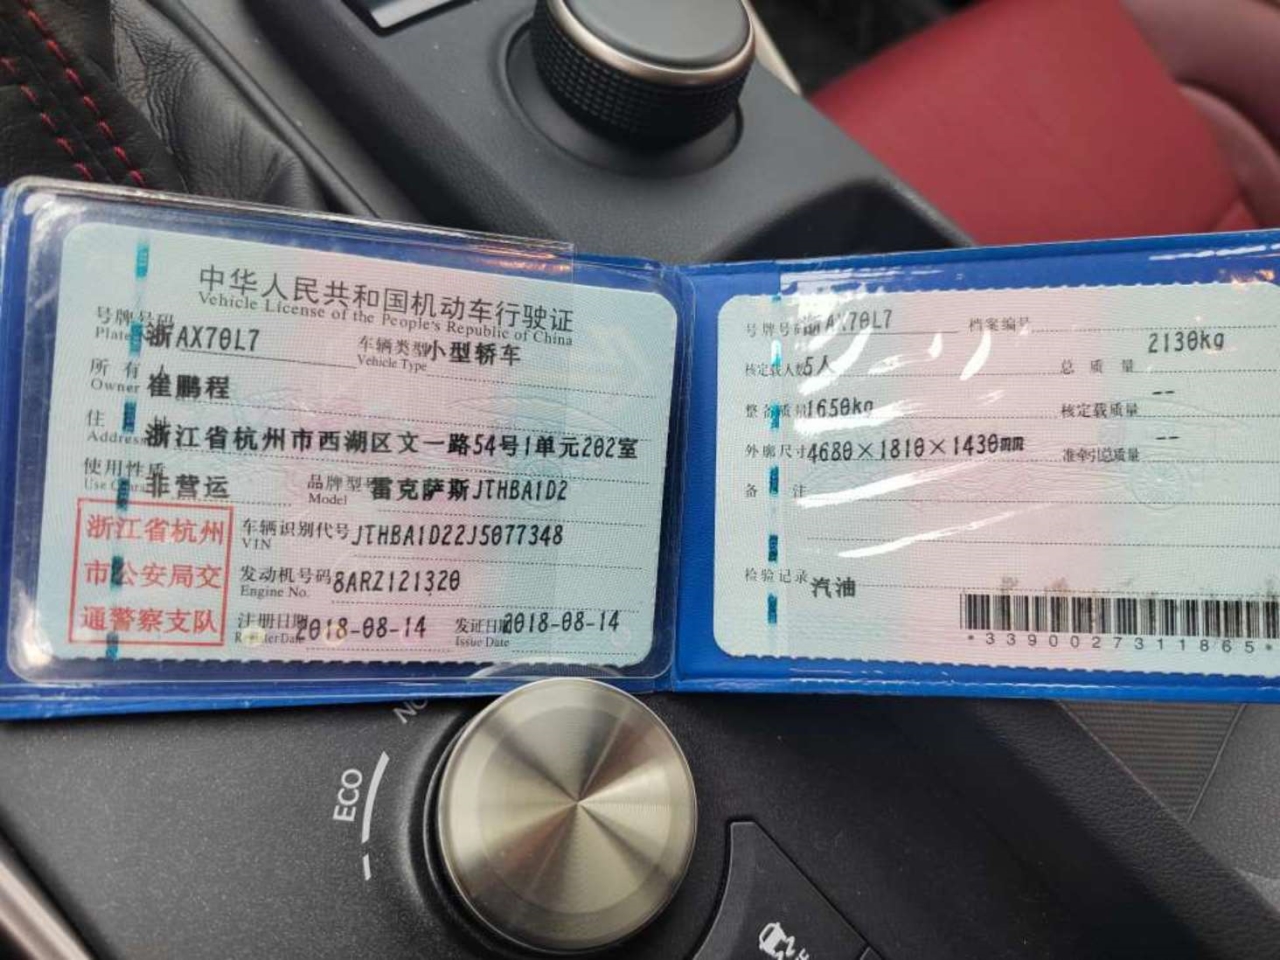 中华人民共和国机动车行驶证
Vehicle License of the People's Republic of China
号牌号码 浙AX70L7 车辆类型 小型轿车
Plate Vehicle Type
所有人 崔鹏程
Owner
住址 浙江省杭州市西湖区文一路54号1单元202室
Address
使用性质 非营运 品牌型号 雷克萨斯JTHBA1D2
Use Model
浙江省杭州
市公安局交
通警察支队
车辆识别代号 JTHBA1D22J5077348
VIN
发动机号码 8ARZ121320
Engine No.
注册日期 2018-08-14 发证日期 2018-08-14
Register Date Issue Date
号牌号码 浙AX70L7 档案编号
核定载人数 5人 总质量 2130kg
整备质量 1650kg 核定载质量 --
外廓尺寸 4680×1810×1430mm 准牵引总质量 --
备注
检验记录 汽油
*3390027311865*
ECO